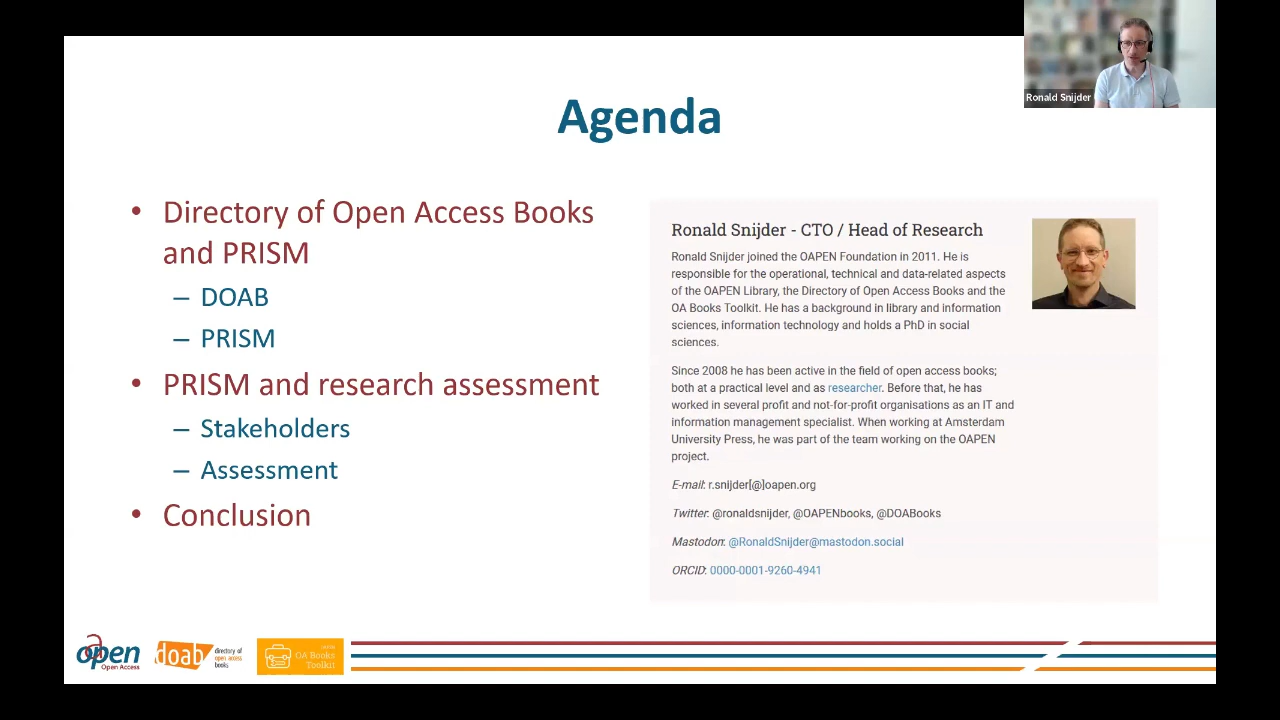 Ronald Snijder
Agenda
• Directory of Open Access Books
and PRISM
– DOAB
– PRISM
• PRISM and research assessment
– Stakeholders
– Assessment
• Conclusion
Ronald Snijder - CTO / Head of Research
Ronald Snijder joined the OAPEN Foundation in 2011. He is
responsible for the operational, technical and data-related aspects
of the OAPEN Library, the Directory of Open Access Books and the
OA Books Toolkit. He has a background in library and information
sciences, information technology and holds a PhD in social
sciences.
Since 2008 he has been active in the field of open access books;
both at a practical level and as researcher. Before that, he has
worked in several profit and not-for-profit organisations as an IT and
information management specialist. When working at Amsterdam
University Press, he was part of the team working on the OAPEN
project.
E-mail: r.snijder[@]oapen.org
Twitter: @ronaldsnijder, @OAPENbooks, @DOABooks
Mastodon: @RonaldSnijder@mastodon.social
ORCID: 0000-0001-9260-4941
oapen
Open Access
doab
directory of
open access
books
OAPEN
OA Books
Toolkit